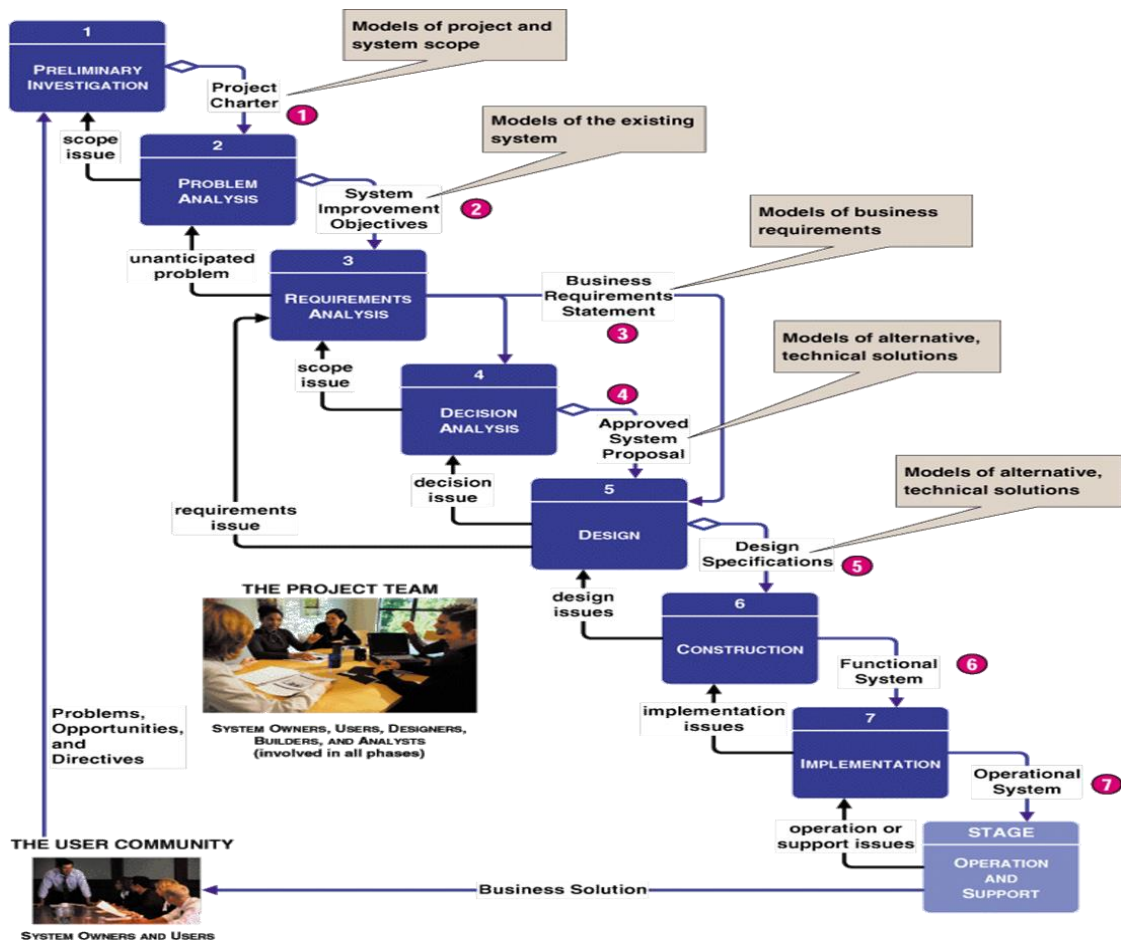 1
PRELIMINARY
INVESTIGATION
Models of project and
system scope
Project
Charter
1
scope
issue
2
PROBLEM
ANALYSIS
Models of the existing
system
System
Improvement
Objectives
2
unanticipated
problem
3
REQUIREMENTS
ANALYSIS
Models of business
requirements
Business
Requirements
Statement
3
scope
issue
4
DECISION
ANALYSIS
Models of alternative,
technical solutions
4
Approved
System
Proposal
decision
issue
requirements
issue
5
DESIGN
Models of alternative,
technical solutions
Design
Specifications
5
THE PROJECT TEAM
SYSTEM OWNERS, USERS, DESIGNERS,
BUILDERS, AND ANALYSTS
(involved in all phases)
design
issues
6
CONSTRUCTION
Functional
System
6
implementation
issues
7
IMPLEMENTATION
Operational
System
7
Problems,
Opportunities,
and
Directives
operation or
support issues
STAGE
OPERATION
AND
SUPPORT
THE USER COMMUNITY
Business Solution
SYSTEM OWNERS AND USERS